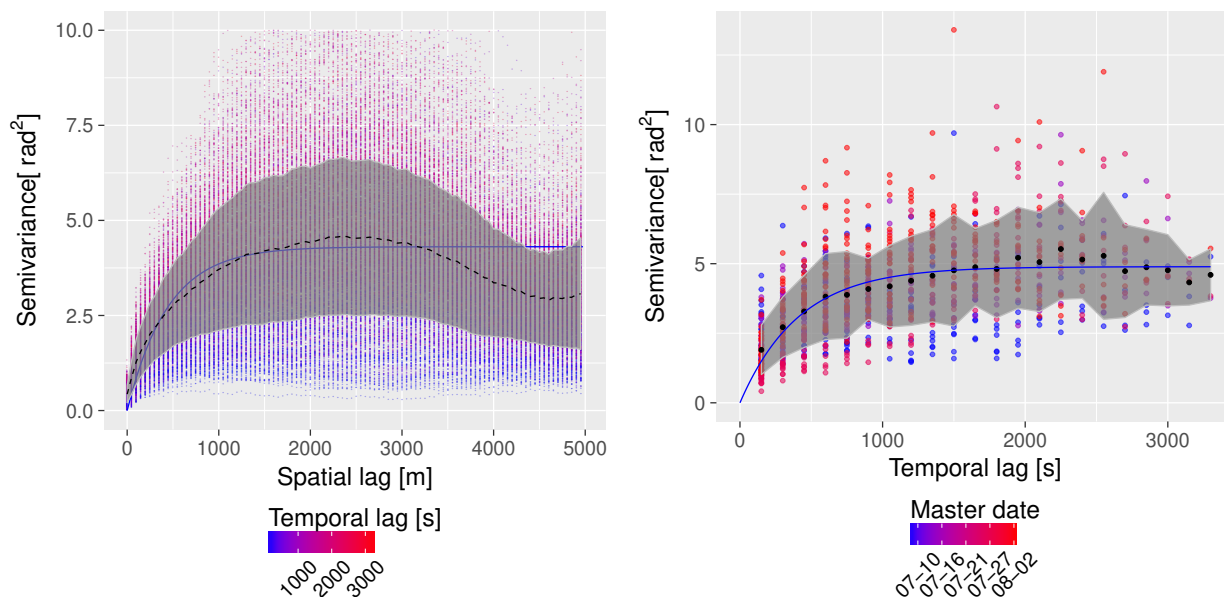 10.0
7.5
5.0
2.5
0.0
Semivariance[ rad²]
0 1000 2000 3000 4000 5000
Spatial lag [m]
Temporal lag [s]
1000 2000 3000
10
5
0
Semivariance[ rad²]
0 1000 2000 3000
Temporal lag [s]
Master date
07−10 07−16 07−21 07−27 08−02